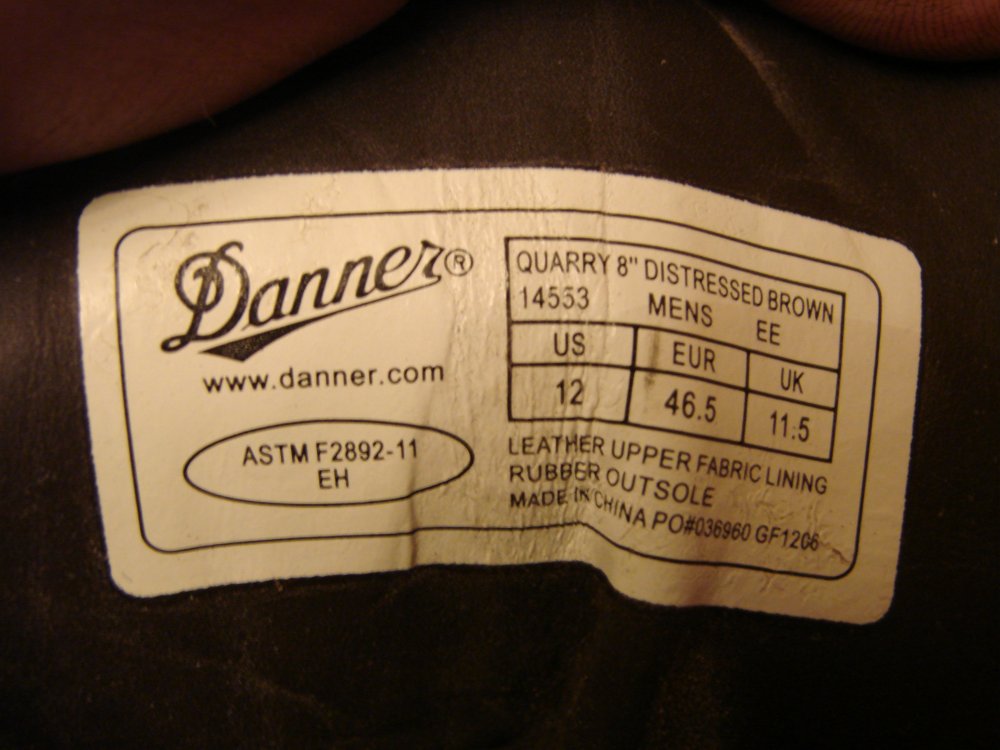 Danner®
www.danner.com
ASTM F2892-11
EH
QUARRY 8" DISTRESSED BROWN
14553 MENS EE
US EUR UK
12 46.5 11.5
LEATHER UPPER FABRIC LINING
RUBBER OUTSOLE
MADE IN CHINA PO#036960 GF1206